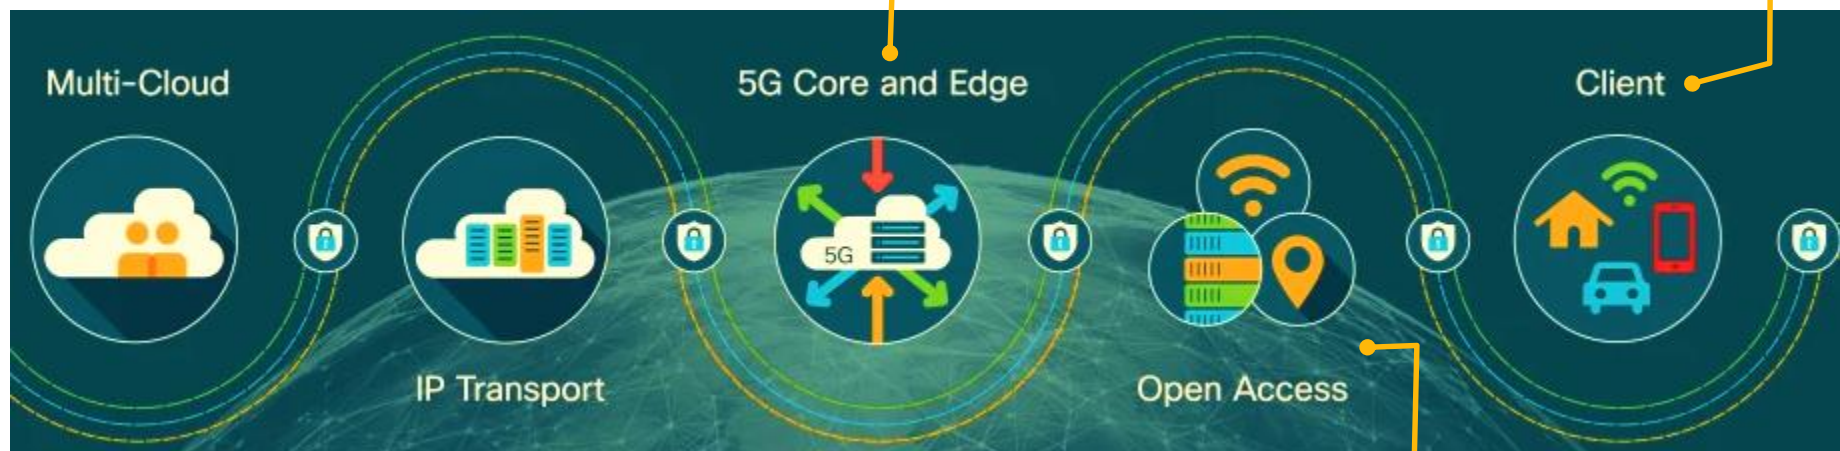 Multi-Cloud
IP Transport
5G Core and Edge
5G
Open Access
Client